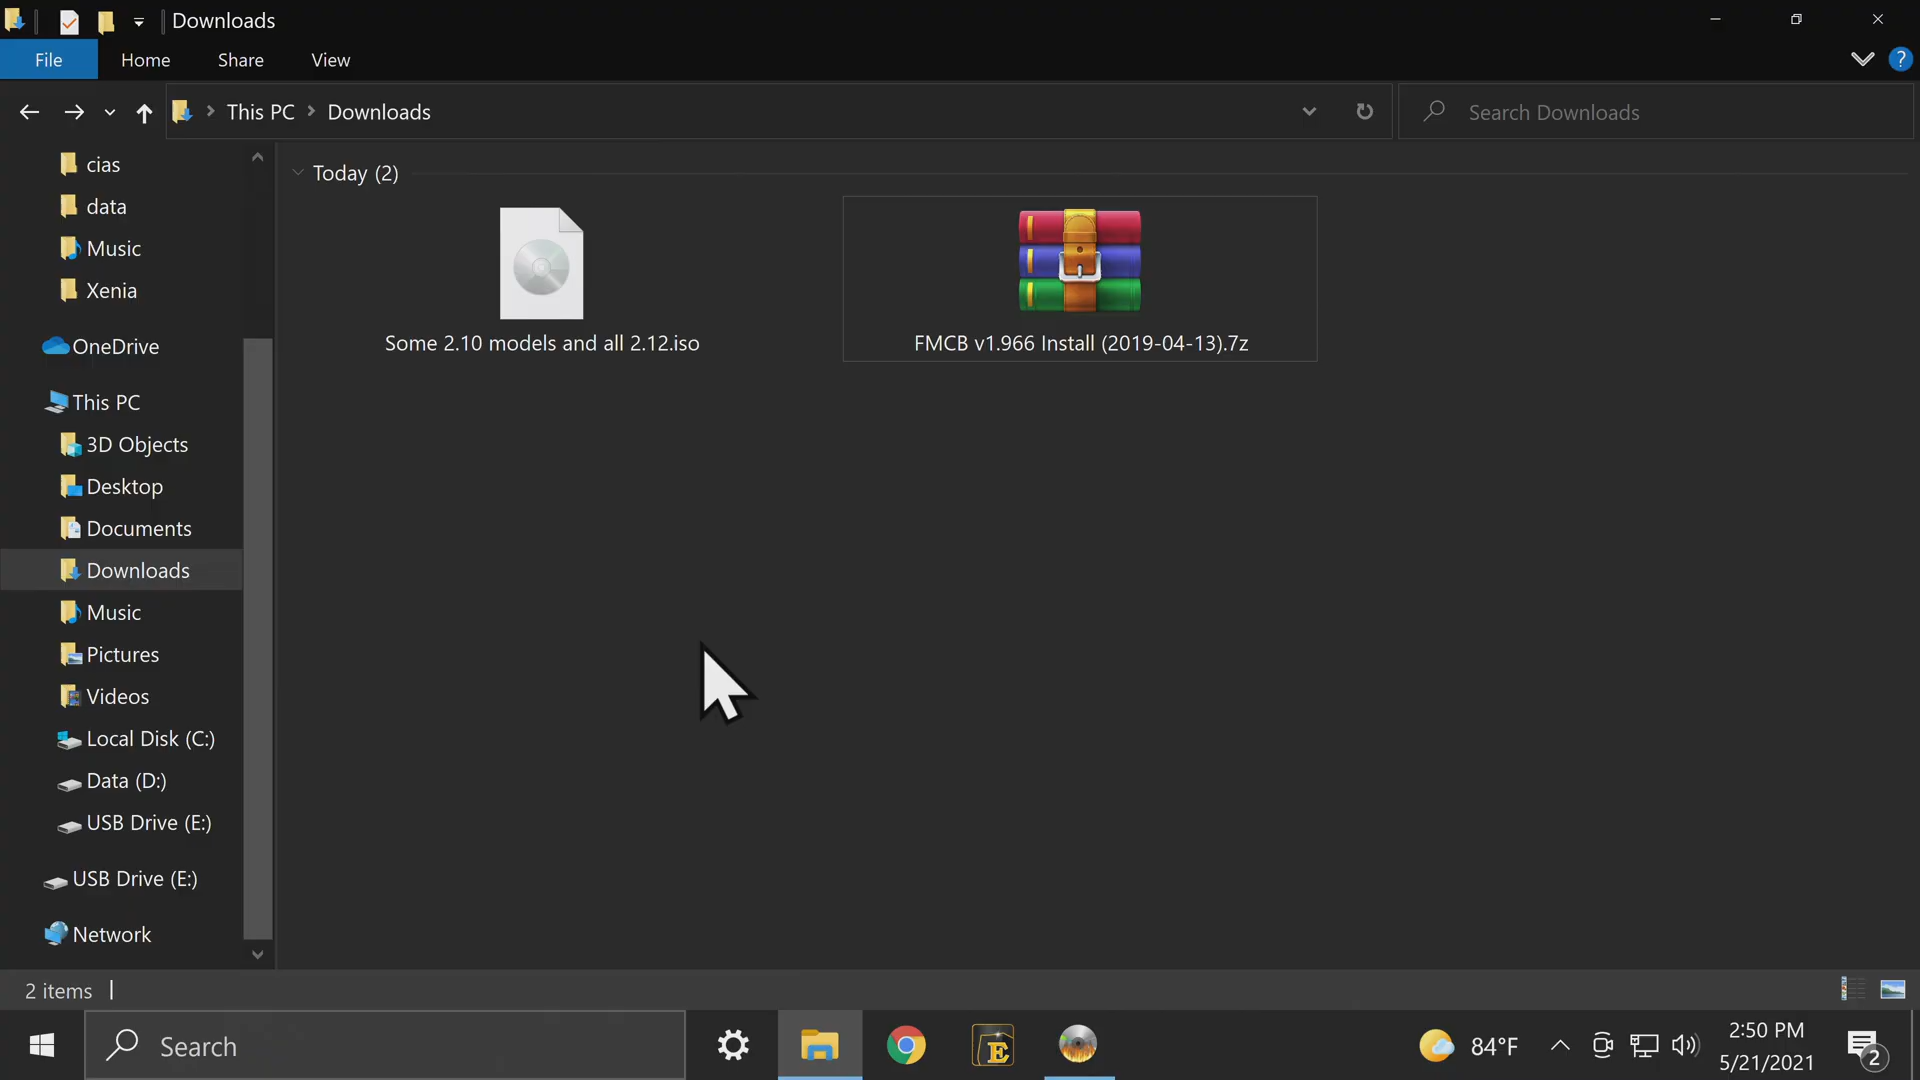 Downloads
File
Home
Share
View
?
This PC
Downloads
Search Downloads
cias
data
Music
Xenia
OneDrive
This PC
3D Objects
Desktop
Documents
Downloads
Music
Pictures
Videos
Local Disk (C:)
Data (D:)
USB Drive (E:)
USB Drive (E:)
Network
Today (2)
Some 2.10 models and all 2.12.iso
FMCB v1.966 Install (2019-04-13).7z
2 items
Search
E
84°F
2:50 PM
5/21/2021
2